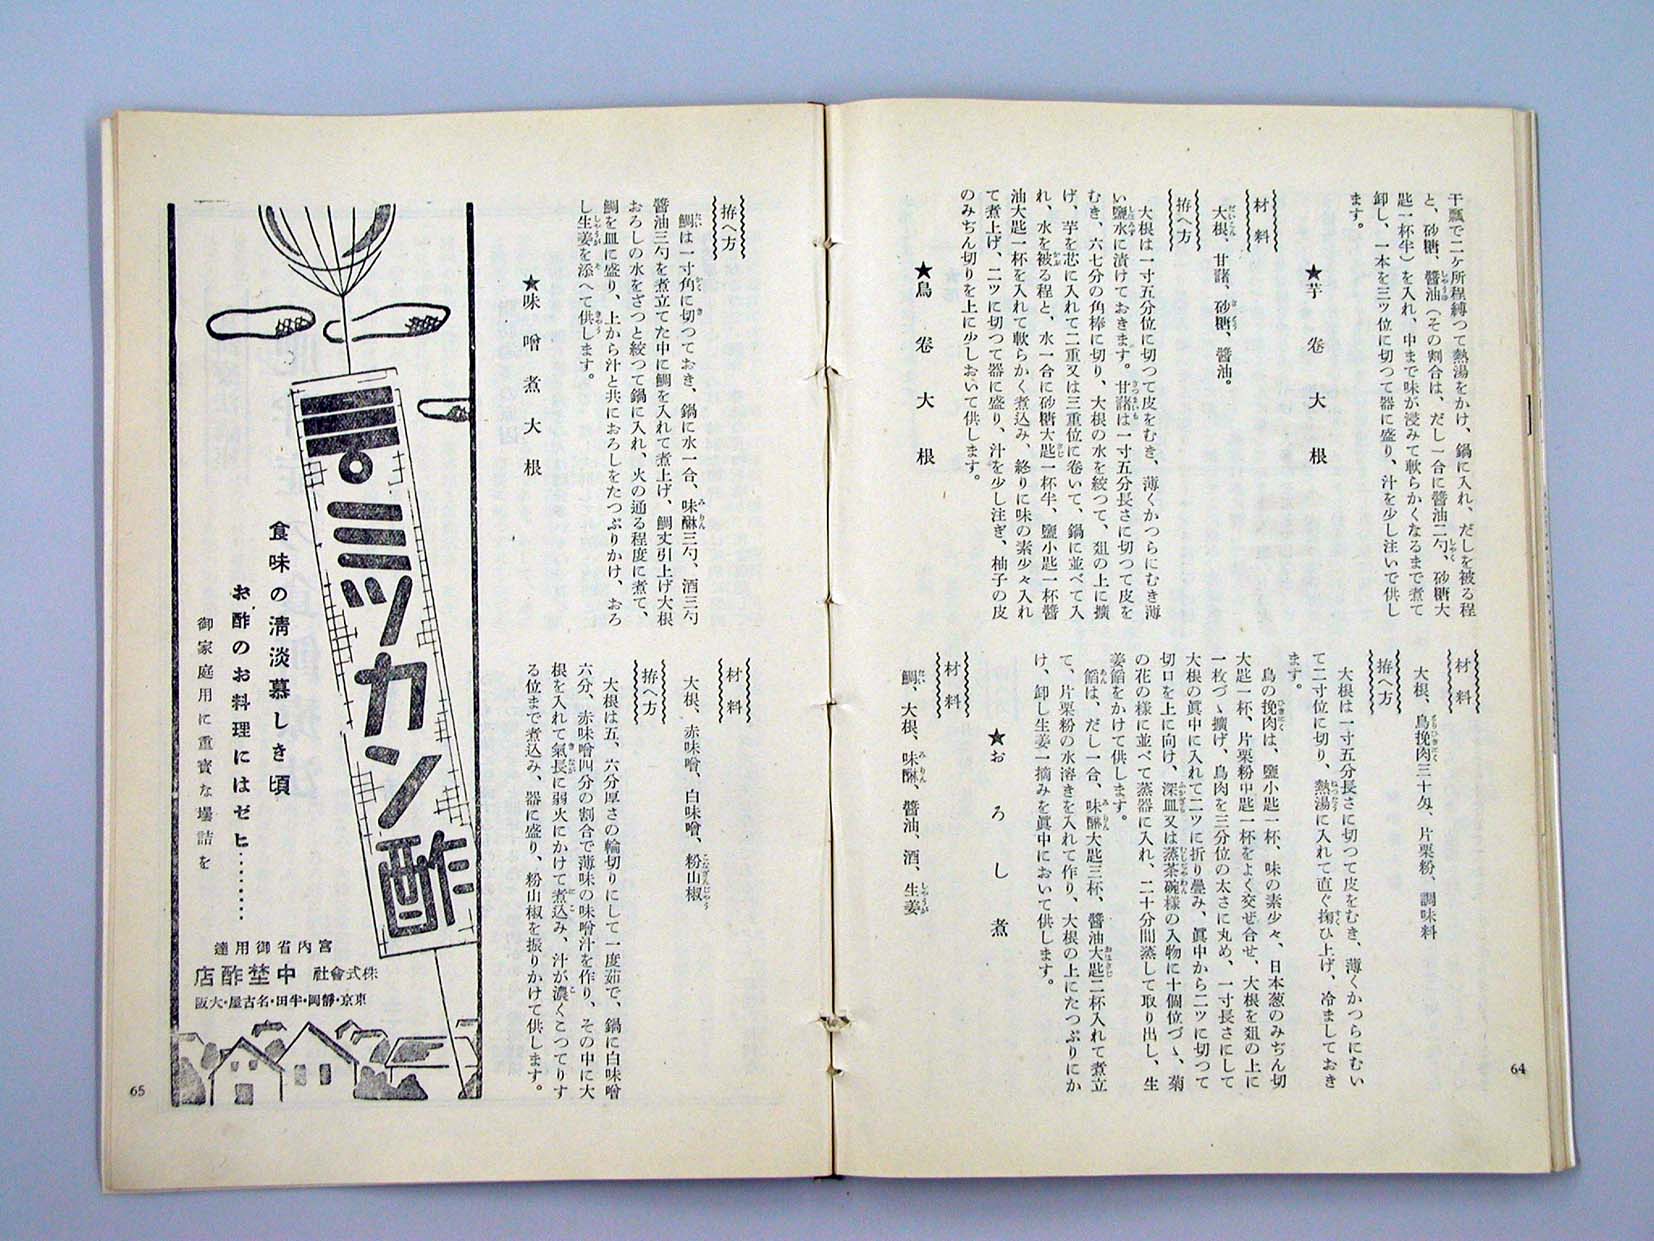 干瓢で二ヶ所程縛つて熱湯をかけ、鍋に入れ、だしを被る程
と、砂糖、醬油(その割合は、だし一合に醬油二勺、砂糖大
匙一杯半)を入れ、中まで味が浸みて軟らかくなるまで煮て
卸し、一本を三ツ位に切つて器に盛り、汁を少し注いで供し
ます。
★芋卷大根
材料
大根、甘藷、砂糖、醬油。
拵へ方
大根は一寸五分位に切つて皮をむき、薄くかつらにむき薄
い鹽水に漬けておきます。甘藷は一寸五分長さに切つて皮を
むき、六七分の角棒に切り、大根の水を絞つて、爼の上に擴
げ、芋を芯に入れて二重又は三重位に卷いて、鍋に並べて入
れ、水を被る程と、水一合に砂糖大匙一杯半、鹽小匙一杯醬
油大匙一杯を入れて軟らかく煮込み、終りに味の素少々入れ
て煮上げ、二ツに切つて器に盛り、汁を少し注ぎ、柚子の皮
のみぢん切りを上に少しおいて供します。
★鳥卷大根
材料
大根、鳥挽肉三十匁、片栗粉、調味料
拵へ方
大根は一寸五分長さに切つて皮をむき、薄くかつらにむい
て二寸位に切り、熱湯に入れて直ぐ掬ひ上げ、冷ましておき
ます。
鳥の挽肉は、鹽小匙一杯、味の素少々、日本葱のみぢん切
大匙一杯、片栗粉中匙一杯をよく交ぜ合せ、大根を爼の上に
一枚づゝ擴げ、鳥肉を三分位の太さに丸め、一寸長さにして
大根の眞中に入れて二ツに折り疊み、眞中から二ツに切つて
切口を上に向け、深皿又は蒸茶碗樣の入物に十個位づゝ、菊
の花の樣に並べて蒸器に入れ、二十分間蒸して取り出し、生
姜餡をかけて供します。
餡は、だし一合、味醂大匙三杯、醬油大匙二杯入れて煮立
て、片栗粉の水溶きを入れて作り、大根の上にたつぷりにか
け、卸し生姜一摘みを眞中において供します。
★おろし煮
材料
鯛、大根、味醂、醬油、酒、生姜
64
拵へ方
鯛は一寸角に切つておき、鍋に水一合、味醂三勺、酒三勺
醬油三勺を煮立てた中に鯛を入れて煮上げ、鯛丈引上げ大根
おろしの水をざつと絞つて鍋に入れ、火の通る程度に煮て、
鯛を皿に盛り、上から汁と共におろしをたつぷりかけ、おろ
し生姜を添へて供します。
★味噌煮大根
材料
大根、赤味噌、白味噌、粉山椒
拵へ方
大根は五、六分厚さの輪切りにして一度茹で、鍋に白味噌
六分、赤味噌四分の割合で薄味の味噌汁を作り、その中に大
根を入れて氣長に弱火にかけて煮込み、汁が濃くこつてりす
る位まで煮込み、器に盛り、粉山椒を振りかけて供します。
ミツカン酢
食味の淸淡慕しき頃
お酢のお料理にはゼヒ………
御家庭用に重寶な壜詰を
宮內省御用達
株式會社 中埜酢店
東京・靜岡・半田・名古屋・大阪
65